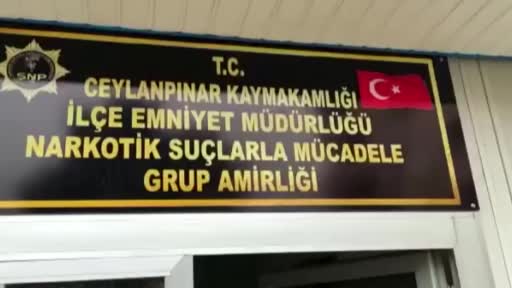 T.C.
CEYLANPINAR KAYMAKAMLIĞI
İLÇE EMNİYET MÜDÜRLÜĞÜ
NARKOTİK SUÇLARLA MÜCADELE
GRUP AMİRLİĞİ
SNP